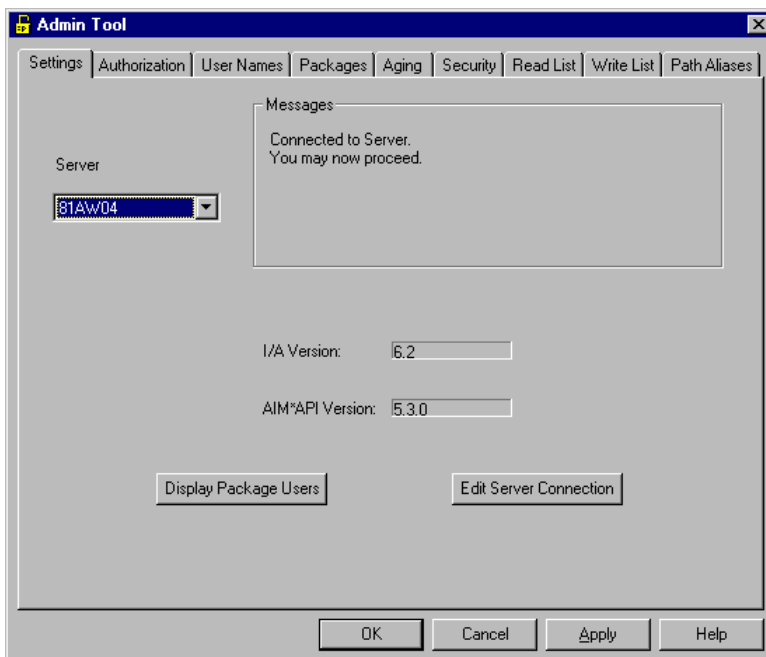 Admin Tool
Settings Authorization User Names Packages Aging Security Read List Write List Path Aliases
Messages
Connected to Server.
You may now proceed.
Server
81AW04
I/A Version: 6.2
AIM*API Version: 5.3.0
Display Package Users Edit Server Connection
OK Cancel Apply Help